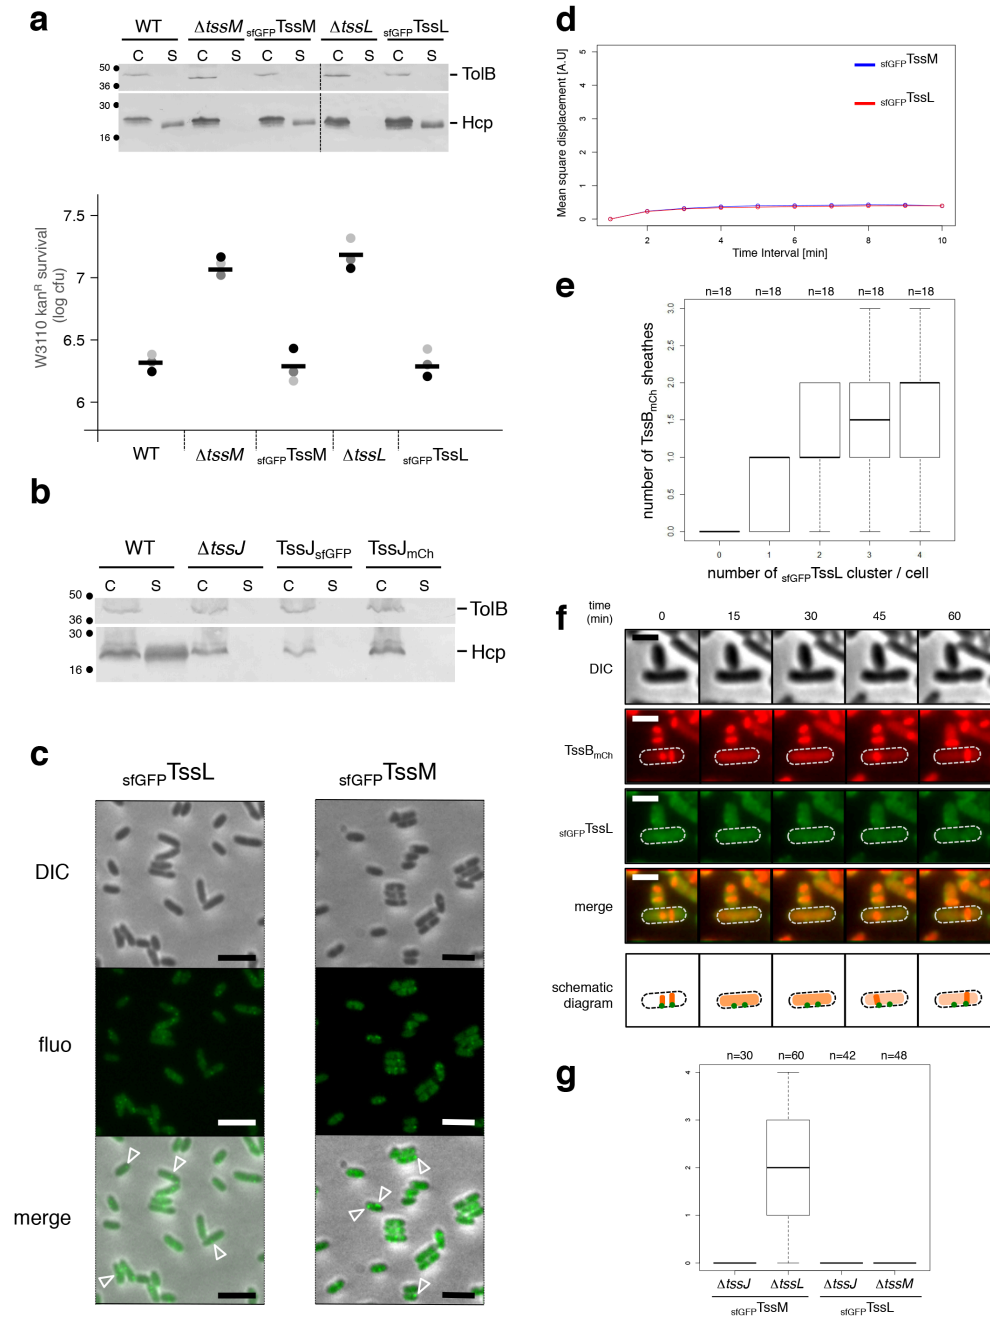 a
WT ΔtssM sfGFPTssM ΔtssL sfGFPTssL
C S C S C S C S C S
50
36
TolB
30
16
Hcp
7.5
7
6.5
6
W3110 kanR survival
(log cfu)
WT ΔtssM sfGFPTssM ΔtssL sfGFPTssL
b
WT ΔtssJ TssJsfGFP TssJmCh
C S C S C S C S
50
36
TolB
30
16
Hcp
c
sfGFPTssL sfGFPTssM
DIC
fluo
merge
d
Mean square displacement [A.U]
5
4
3
2
1
0
sfGFPTssM
sfGFPTssL
2 4 6 8 10
Time Interval [min]
e
n=18 n=18 n=18 n=18 n=18
number of TssBmCh sheathes
3.0
2.5
2.0
1.5
1.0
0.5
0.0
0 1 2 3 4
number of sfGFPTssL cluster / cell
f
time
(min)
0 15 30 45 60
DIC
TssBmCh
sfGFPTssL
merge
schematic
diagram
g
n=30 n=60 n=42 n=48
4
3
2
1
0
ΔtssJ ΔtssL ΔtssJ ΔtssM
sfGFPTssM sfGFPTssL